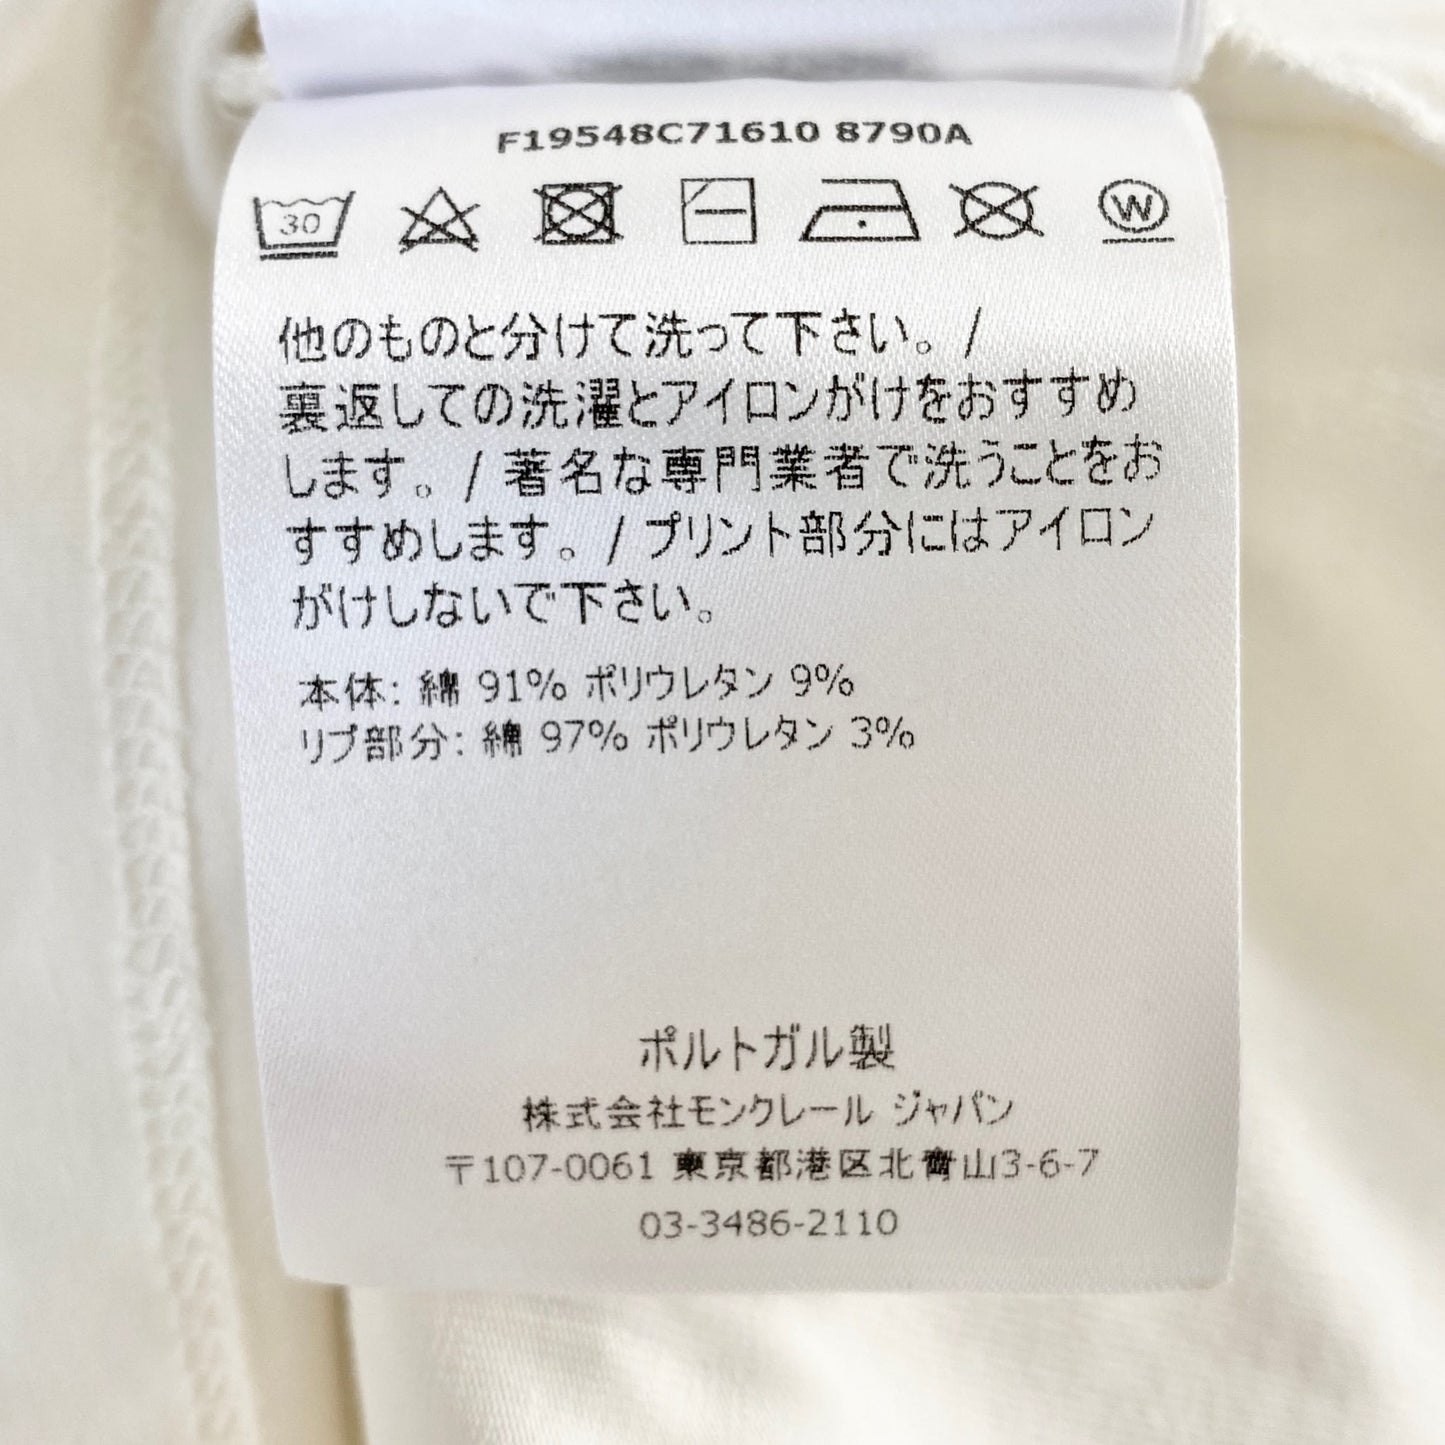 F19548C71610 8790A
30
W
他のものと分けて洗って下さい。/
裏返しての洗濯とアイロンがけをおすすめ
します。/ 著名な専門業者で洗うことをお
すすめします。/ プリント部分にはアイロン
がけしないで下さい。
本体: 綿 91% ポリウレタン 9%
リブ部分: 綿 97% ポリウレタン 3%
ポルトガル製
株式会社モンクレール ジャパン
〒107-0061 東京都港区北青山3-6-7
03-3486-2110